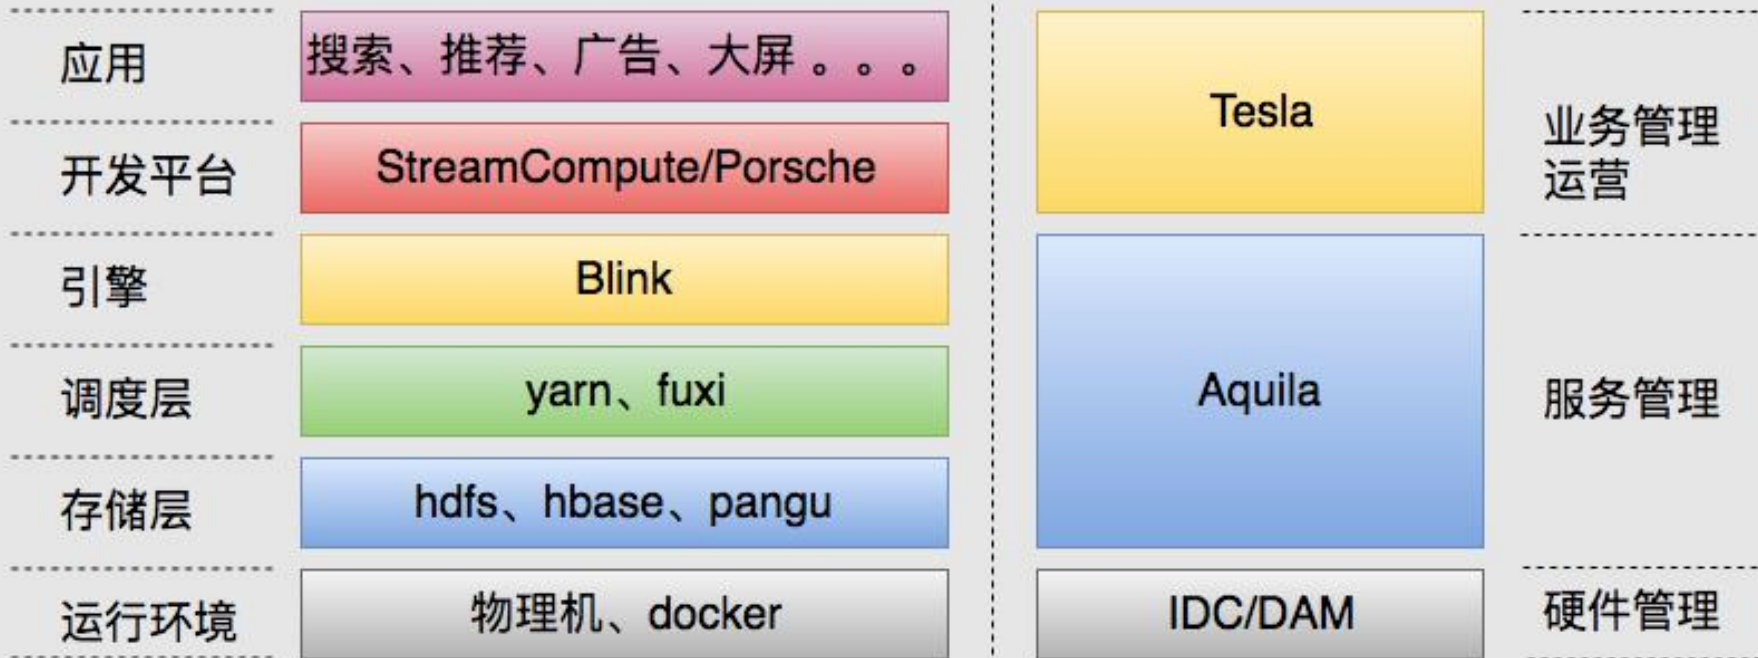 应用
搜索、推荐、广告、大屏 。。。
开发平台
StreamCompute/Porsche
引擎
Blink
调度层
yarn、fuxi
存储层
hdfs、hbase、pangu
运行环境
物理机、docker
Tesla
业务管理
运营
Aquila
服务管理
IDC/DAM
硬件管理